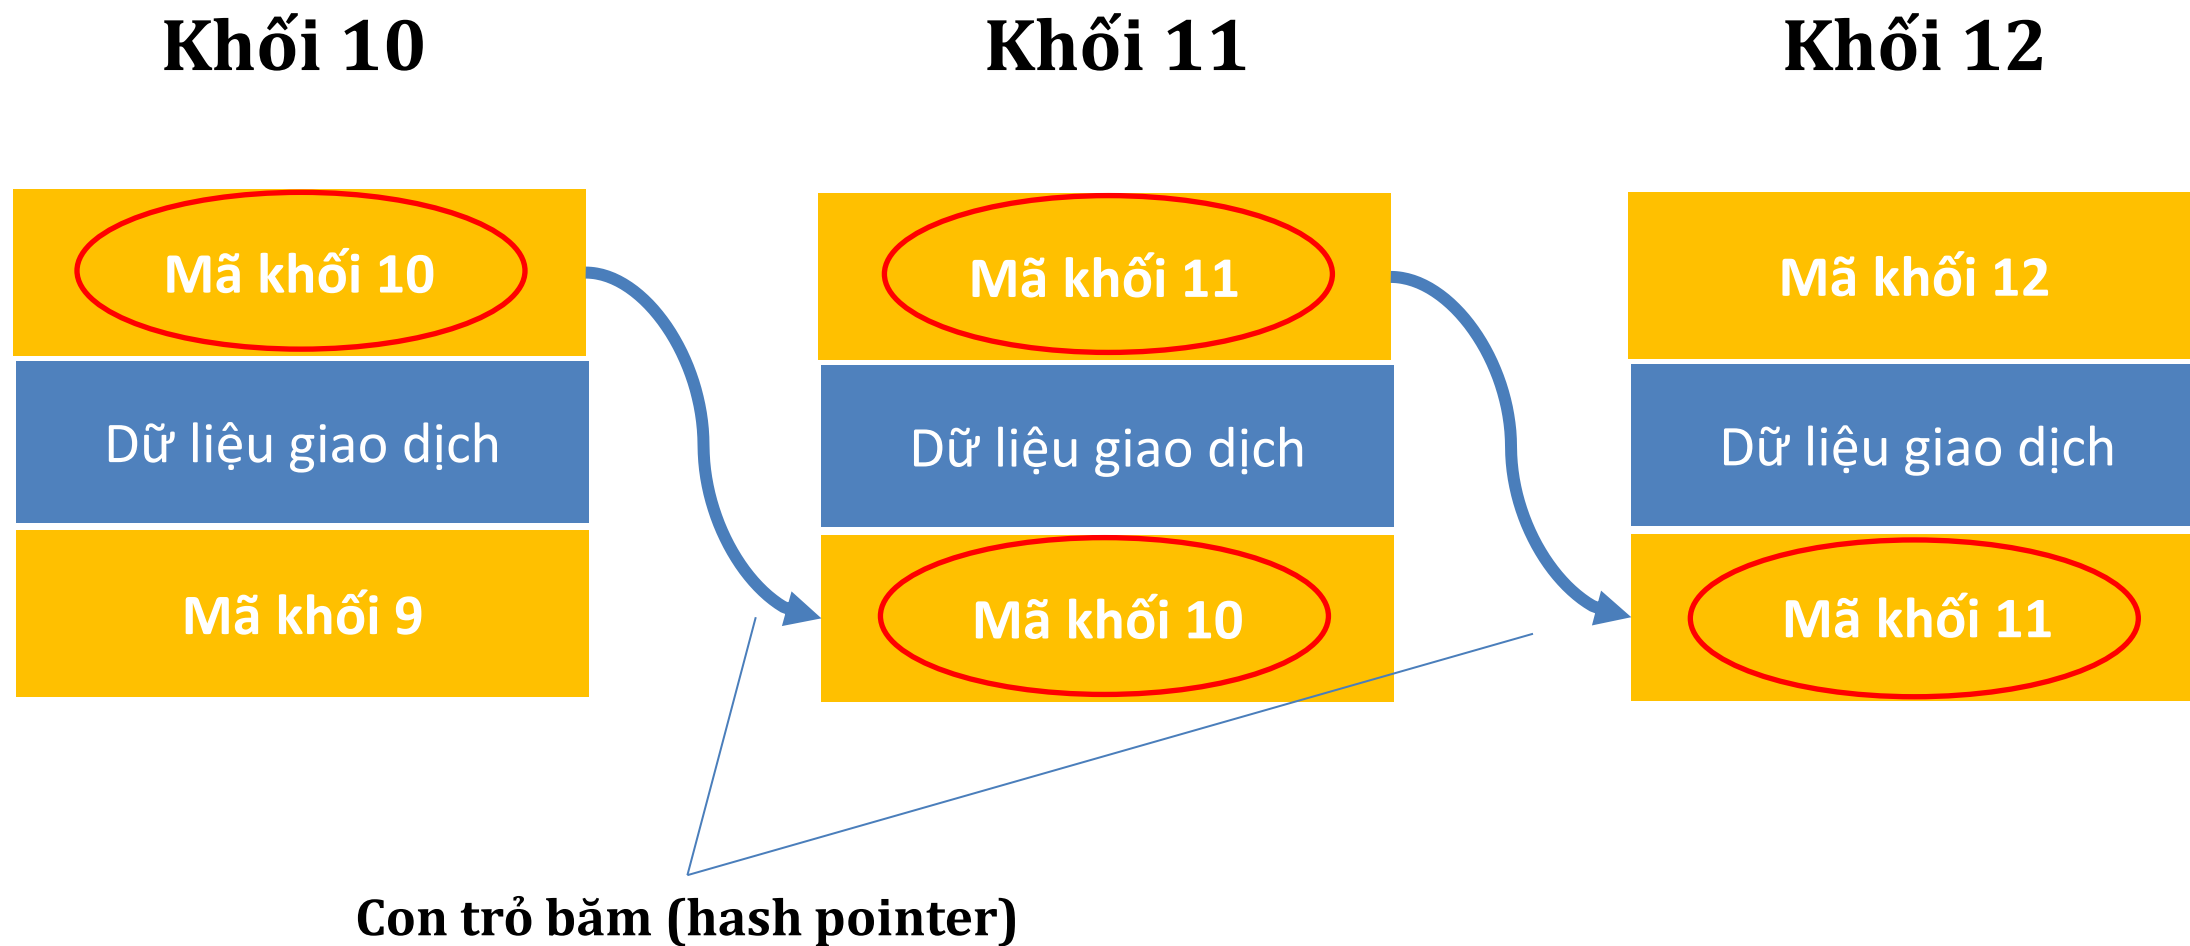 Khối 10
Khối 11
Khối 12
Mã khối 10
Mã khối 11
Mã khối 12
Dữ liệu giao dịch
Dữ liệu giao dịch
Dữ liệu giao dịch
Mã khối 9
Mã khối 10
Mã khối 11
Con trỏ băm (hash pointer)